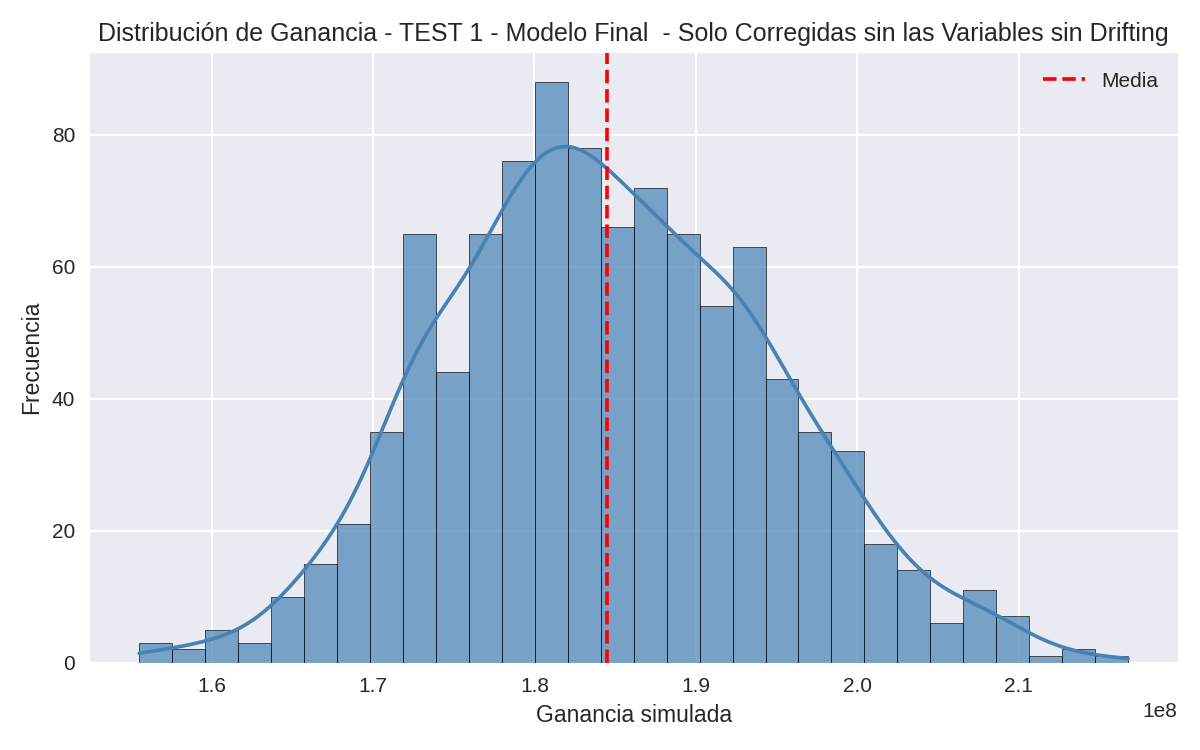 Distribución de Ganancia - TEST 1 - Modelo Final  - Solo Corregidas sin las Variables sin Drifting
Media
80
60
40
20
0
Frecuencia
1.6
1.7
1.8
1.9
2.0
2.1
1e8
Ganancia simulada